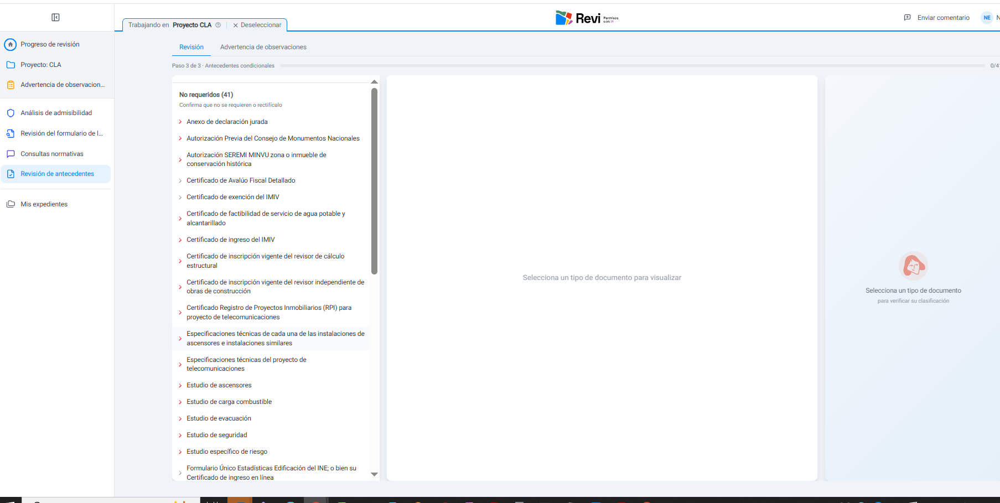 Trabajando en Proyecto CLA
Deseleccionar
Revi Permisos
con IA
Enviar comentario
NE
Progreso de revisión
Proyecto: CLA
Advertencia de observacion...
Análisis de admisibilidad
Revisión del formulario de l...
Consultas normativas
Revisión de antecedentes
Mis expedientes
Revisión
Advertencia de observaciones
Paso 3 de 3 · Antecedentes condicionales
0/41
No requeridos (41)
Confirma que no se requieren o rectifícalo
Anexo de declaración jurada
Autorización Previa del Consejo de Monumentos Nacionales
Autorización SEREMI MINVU zona o inmueble de
conservación histórica
Certificado de Avalúo Fiscal Detallado
Certificado de exención del IMIV
Certificado de factibilidad de servicio de agua potable y
alcantarillado
Certificado de ingreso del IMIV
Certificado de inscripción vigente del revisor de cálculo
estructural
Certificado de inscripción vigente del revisor independiente de
obras de construcción
Certificado Registro de Proyectos Inmobiliarios (RPI) para
proyecto de telecomunicaciones
Especificaciones técnicas de cada una de las instalaciones de
ascensores e instalaciones similares
Especificaciones técnicas del proyecto de
telecomunicaciones
Estudio de ascensores
Estudio de carga combustible
Estudio de evacuación
Estudio de seguridad
Estudio específico de riesgo
Formulario Único Estadísticas Edificación del INE; o bien su
Certificado de ingreso en línea
Selecciona un tipo de documento para visualizar
Selecciona un tipo de documento
para verificar su clasificación